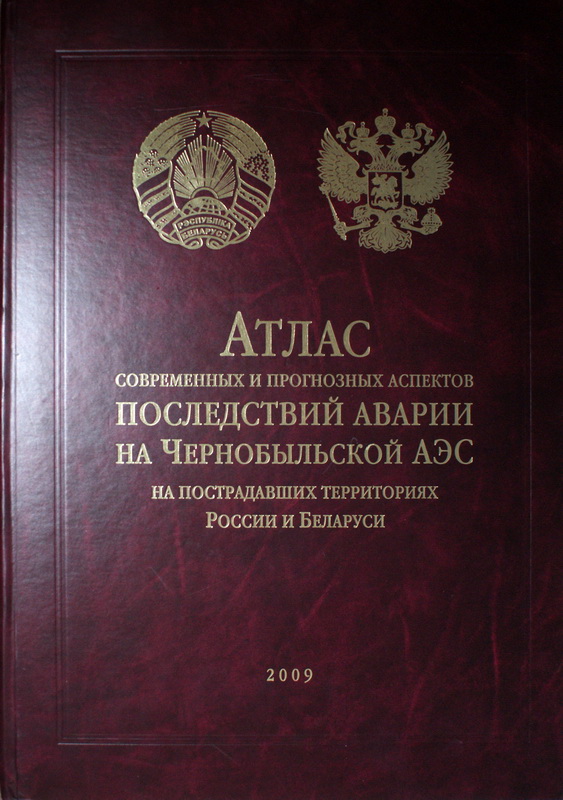 РЭСПУБЛІКА
БЕЛАРУСЬ
Атлас
современных и прогнозных аспектов
последствий аварии
на Чернобыльской АЭС
на пострадавших территориях
России и Беларуси
2009